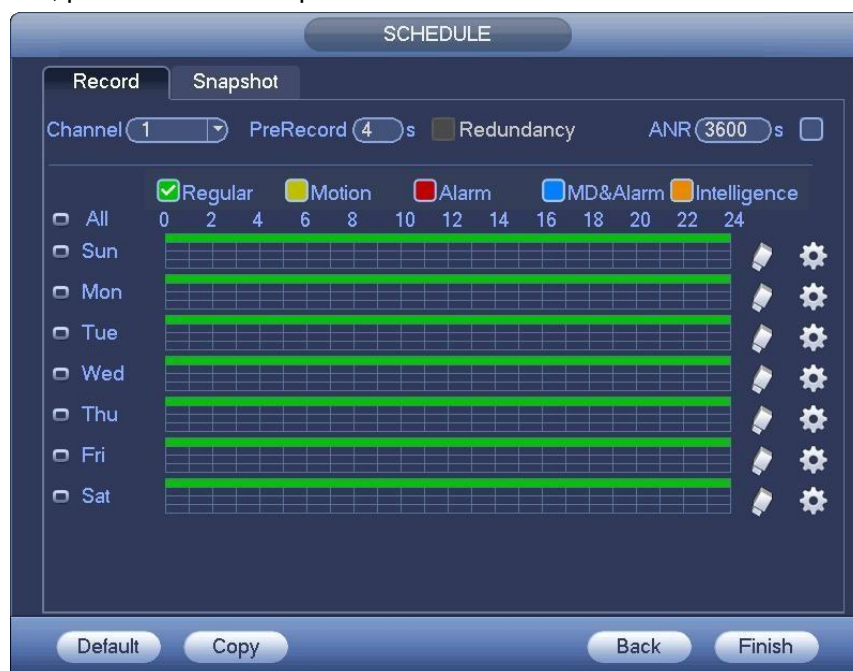 SCHEDULE
Record Snapshot
Channel 1 PreRecord 4 s Redundancy ANR 3600 s
Regular Motion Alarm MD&Alarm Intelligence
All 0 2 4 6 8 10 12 14 16 18 20 22 24
Sun
Mon
Tue
Wed
Thu
Fri
Sat
Default Copy Back Finish